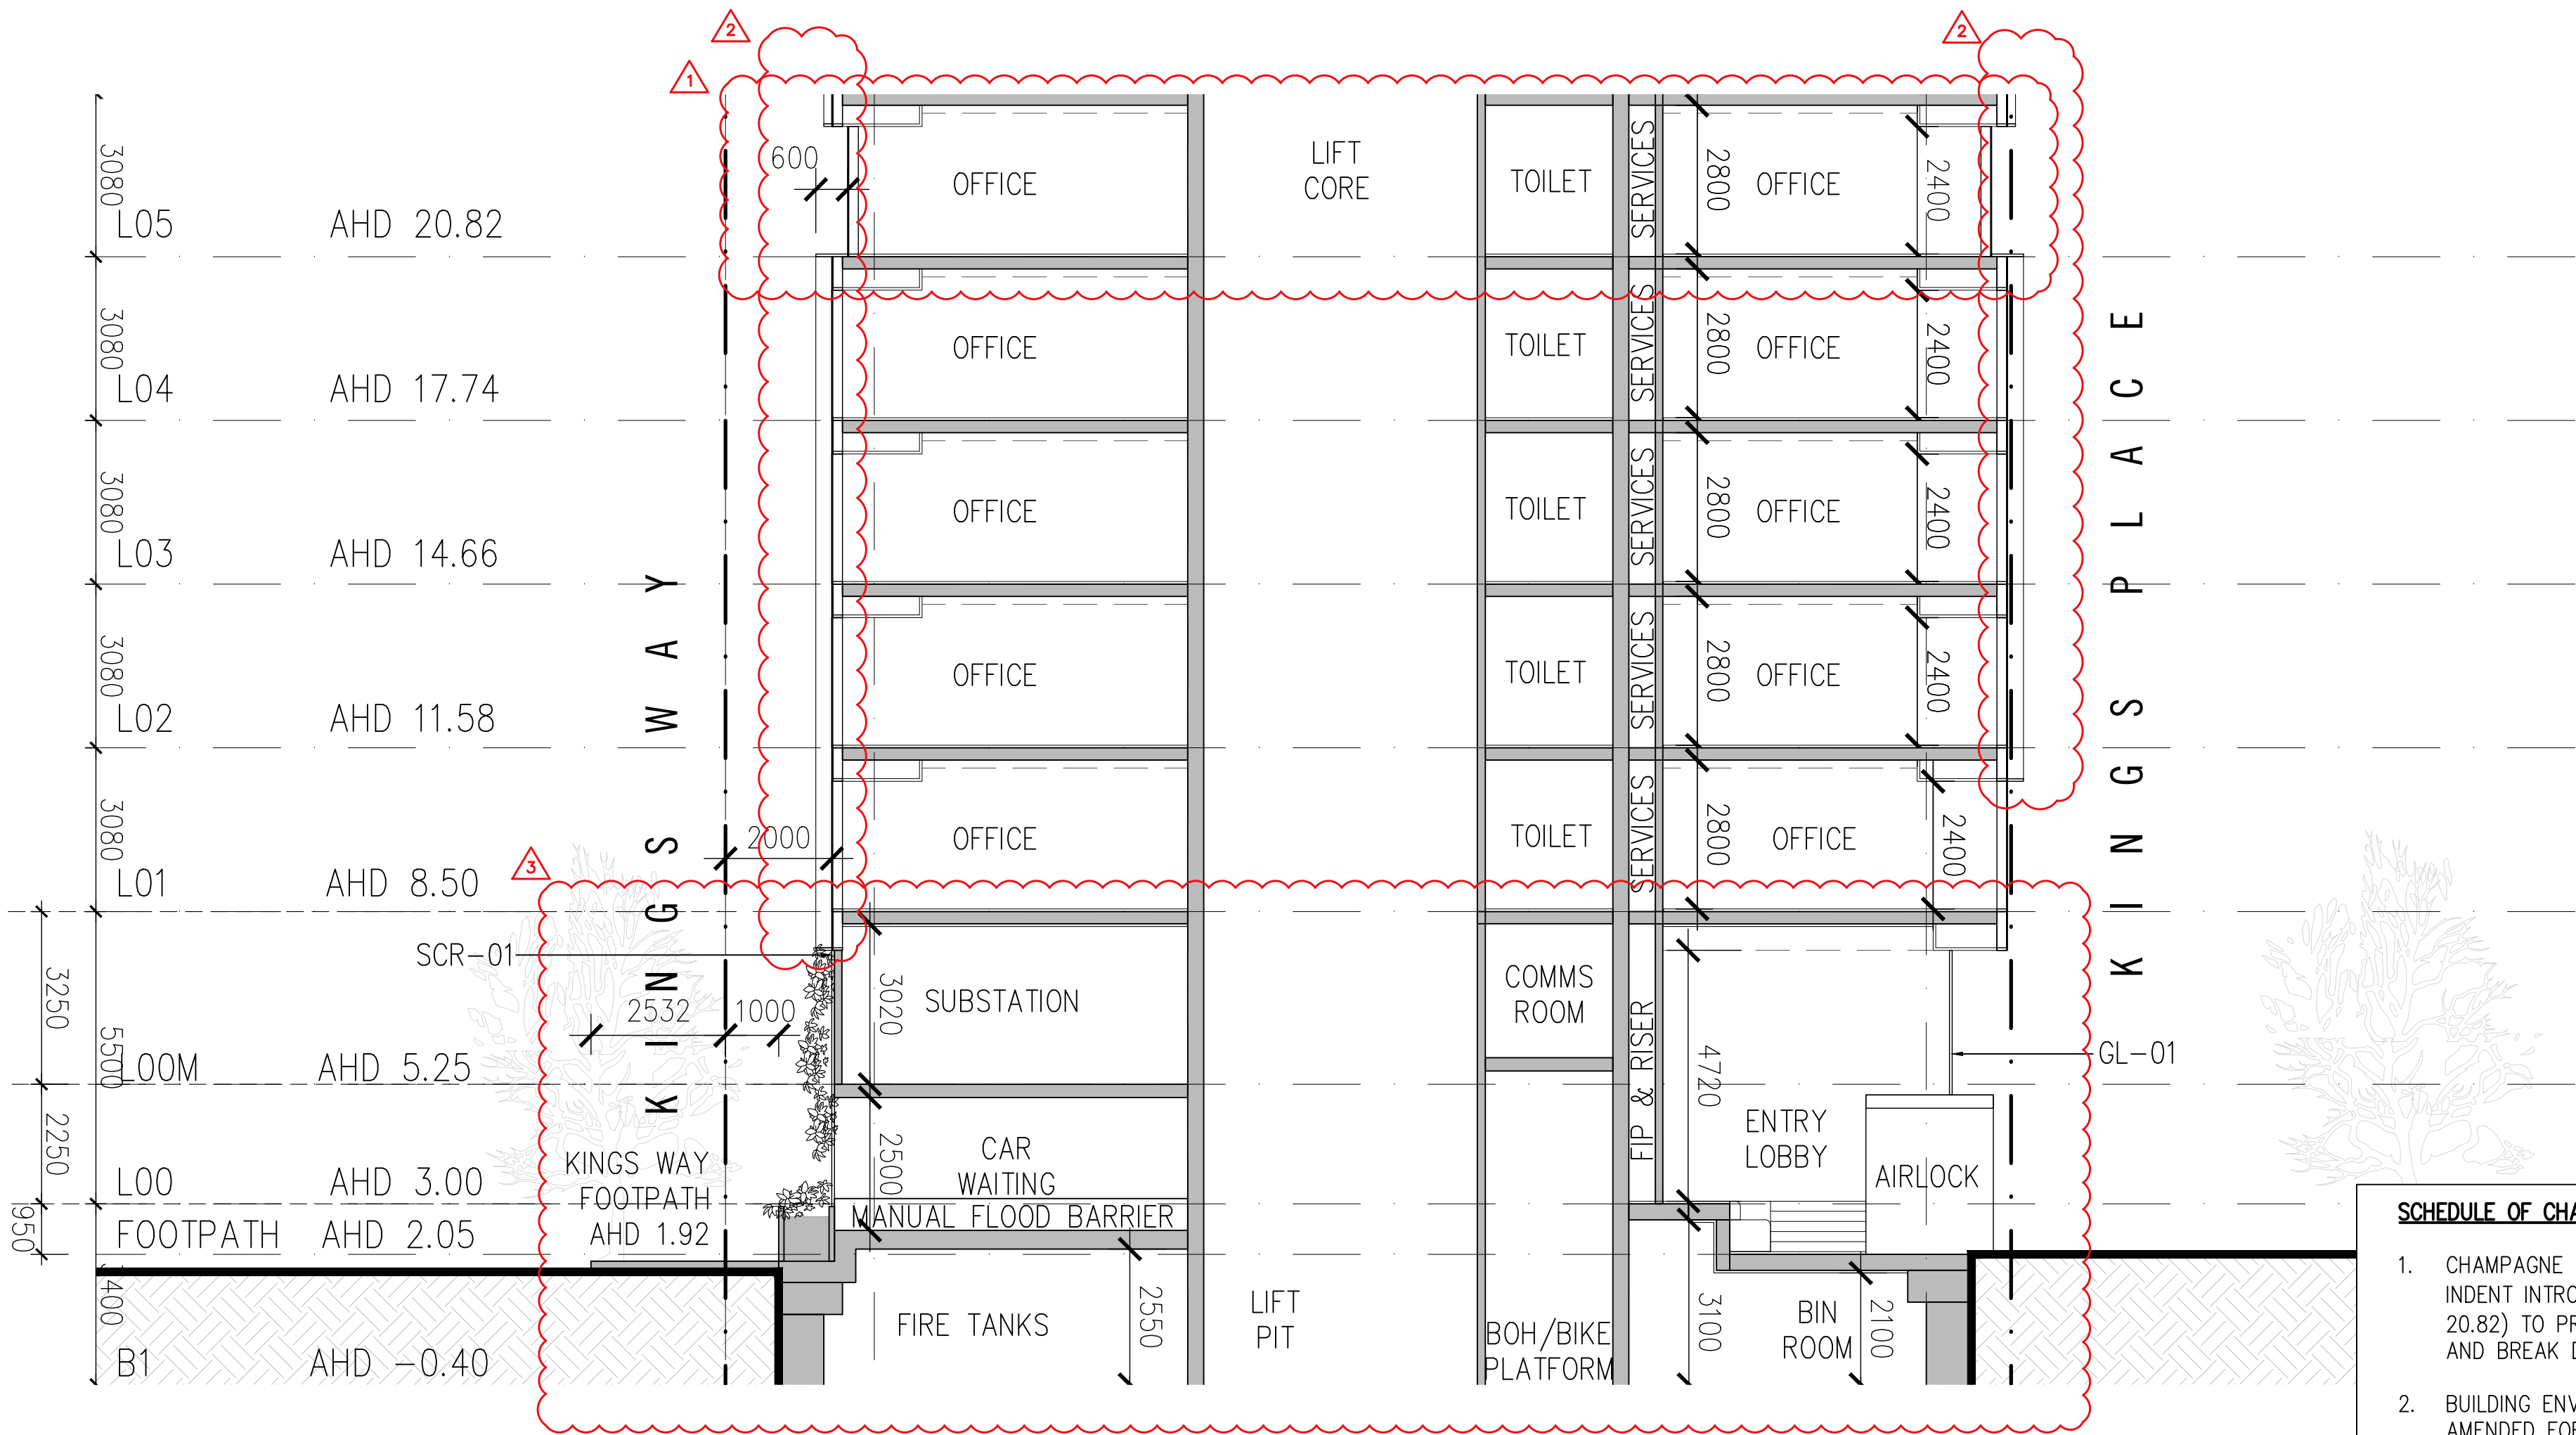 2
2
1
600
OFFICE
LIFT
CORE
TOILET
SERVICES
2800
OFFICE
2400
3080
L05 AHD 20.82
OFFICE
TOILET
SERVICES
2800
OFFICE
2400
3080
L04 AHD 17.74
OFFICE
TOILET
SERVICES
2800
OFFICE
2400
3080
L03 AHD 14.66
OFFICE
TOILET
SERVICES
2800
OFFICE
2400
3080
L02 AHD 11.58
2000
OFFICE
TOILET
SERVICES
2800
OFFICE
2400
3080
L01 AHD 8.50
3
KINGS WAY
KINGS PLACE
SCR-01
2532
1000
3020
SUBSTATION
COMMS
ROOM
FIP & RISER
4720
GL-01
3250
5500
L00M AHD 5.25
2250
L00 AHD 3.00
950
FOOTPATH AHD 2.05
KINGS WAY
FOOTPATH
AHD 1.92
2500
CAR
WAITING
MANUAL FLOOD BARRIER
ENTRY
LOBBY
AIRLOCK
B1 AHD -0.40
FIRE TANKS
2550
LIFT
PIT
BOH/BIKE
PLATFORM
3100
BIN
ROOM
2100
SCHEDULE OF
1. CHAMPAGNE
INDENT
20.82) TO
AND BREAK
2. BUILDING
AMENDED